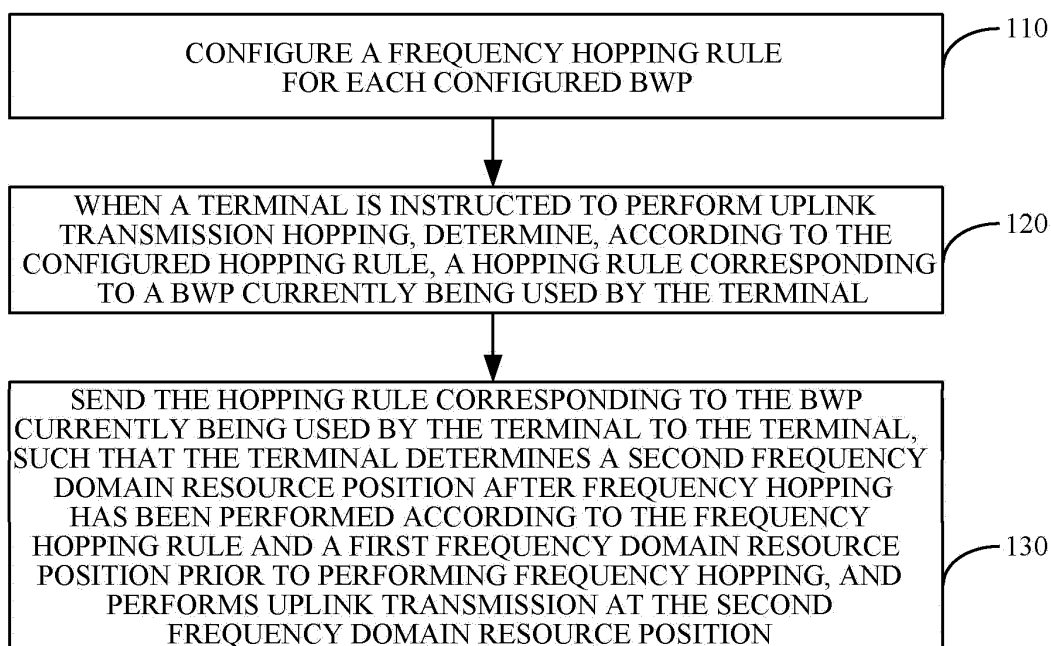 CONFIGURE A FREQUENCY HOPPING RULE
FOR EACH CONFIGURED BWP
110
WHEN A TERMINAL IS INSTRUCTED TO PERFORM UPLINK
TRANSMISSION HOPPING, DETERMINE, ACCORDING TO THE
CONFIGURED HOPPING RULE, A HOPPING RULE CORRESPONDING
TO A BWP CURRENTLY BEING USED BY THE TERMINAL
120
SEND THE HOPPING RULE CORRESPONDING TO THE BWP
CURRENTLY BEING USED BY THE TERMINAL TO THE TERMINAL,
SUCH THAT THE TERMINAL DETERMINES A SECOND FREQUENCY
DOMAIN RESOURCE POSITION AFTER FREQUENCY HOPPING
HAS BEEN PERFORMED ACCORDING TO THE FREQUENCY
HOPPING RULE AND A FIRST FREQUENCY DOMAIN RESOURCE
POSITION PRIOR TO PERFORMING FREQUENCY HOPPING, AND
PERFORMS UPLINK TRANSMISSION AT THE SECOND
FREQUENCY DOMAIN RESOURCE POSITION
130